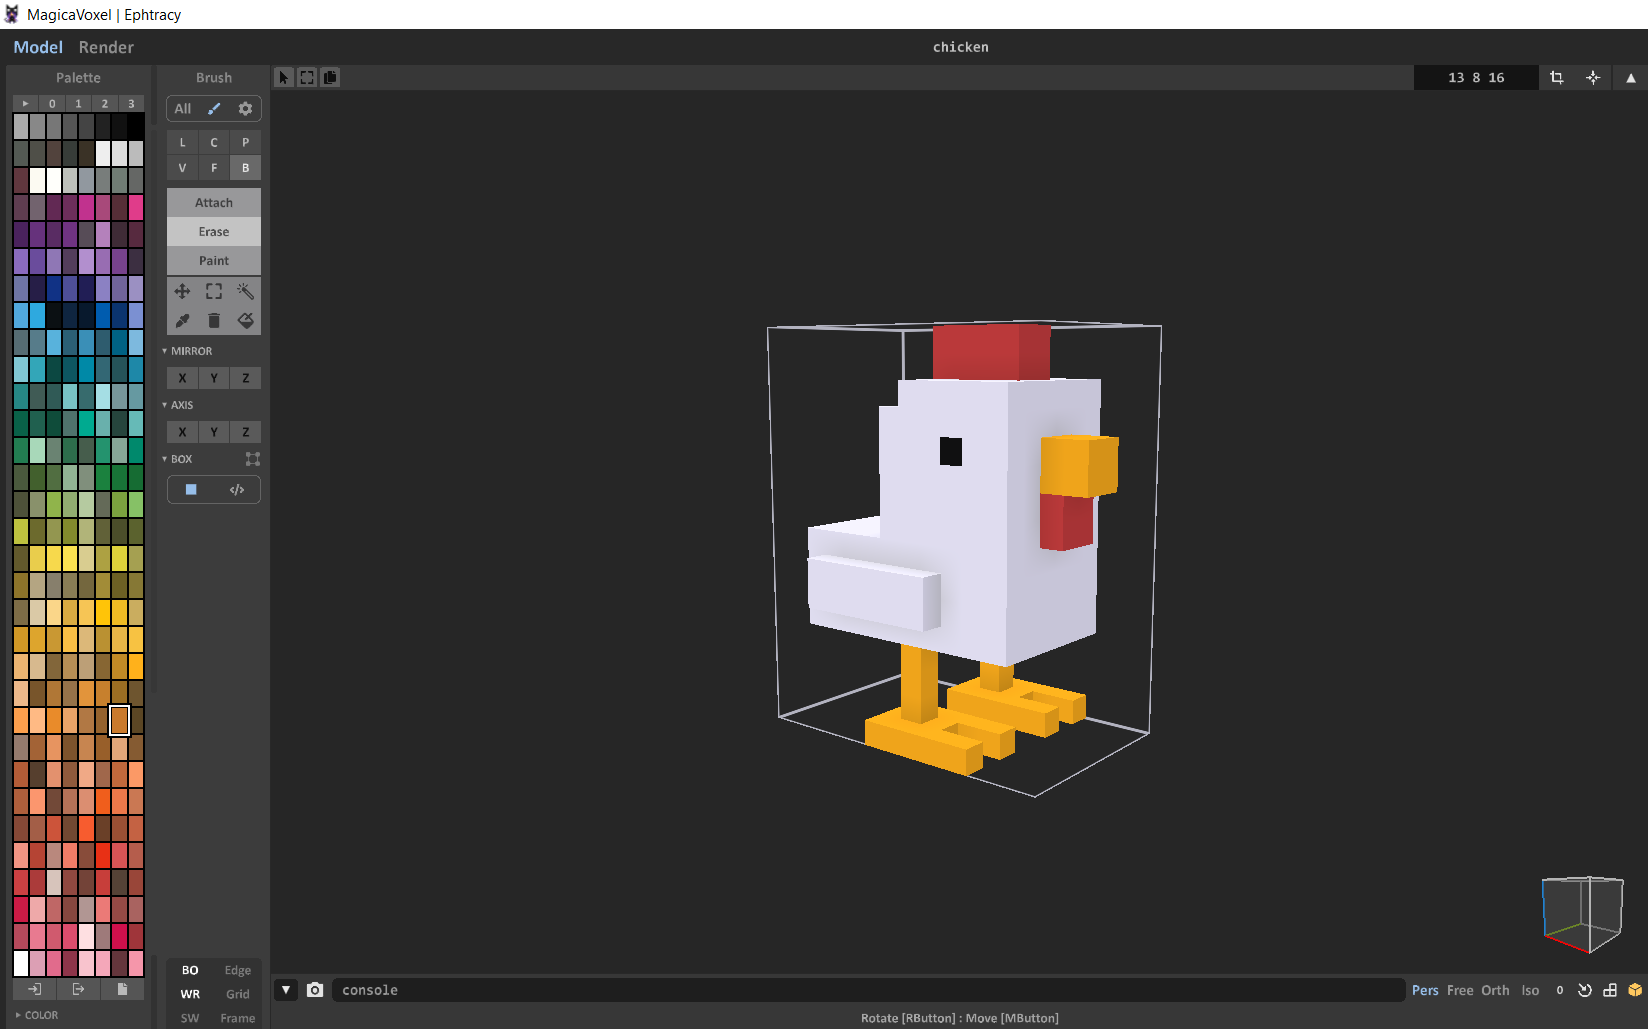 MagicaVoxel | Ephtracy
Model Render
chicken
Palette
Brush
13 8 16
0 1 2 3
All
L C P
V F B
Attach
Erase
Paint
MIRROR
X Y Z
AXIS
X Y Z
BOX
</>
BO Edge
WR Grid
SW Frame
COLOR
console
Pers Free Orth Iso 0
Rotate [RButton] : Move [MButton]